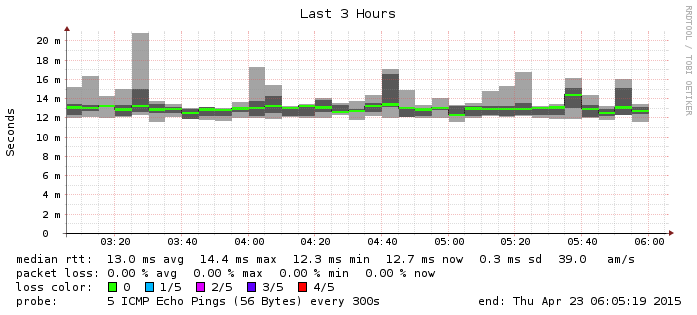 Last 3 Hours
RRDTOOL / TOBI OETIKER
Seconds
20 m
18 m
16 m
14 m
12 m
10 m
8 m
6 m
4 m
2 m
0
03:20 03:40 04:00 04:20 04:40 05:00 05:20 05:40 06:00
median rtt: 13.0 ms avg 14.4 ms max 12.3 ms min 12.7 ms now 0.3 ms sd 39.0 am/s
packet loss: 0.00 % avg 0.00 % max 0.00 % min 0.00 % now
loss color: 0 1/5 2/5 3/5 4/5
probe: 5 ICMP Echo Pings (56 Bytes) every 300s end: Thu Apr 23 06:05:19 2015